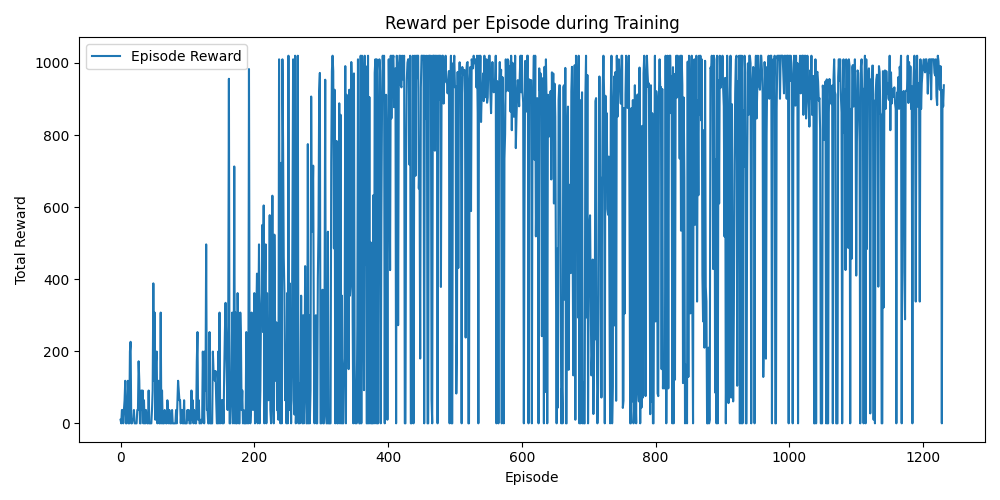 Reward per Episode during Training
Episode Reward
Total Reward
1000
800
600
400
200
0
0 200 400 600 800 1000 1200
Episode